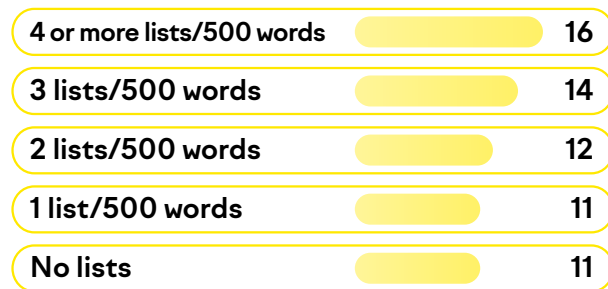 4 or more lists/500 words 16
3 lists/500 words 14
2 lists/500 words 12
1 list/500 words 11
No lists 11